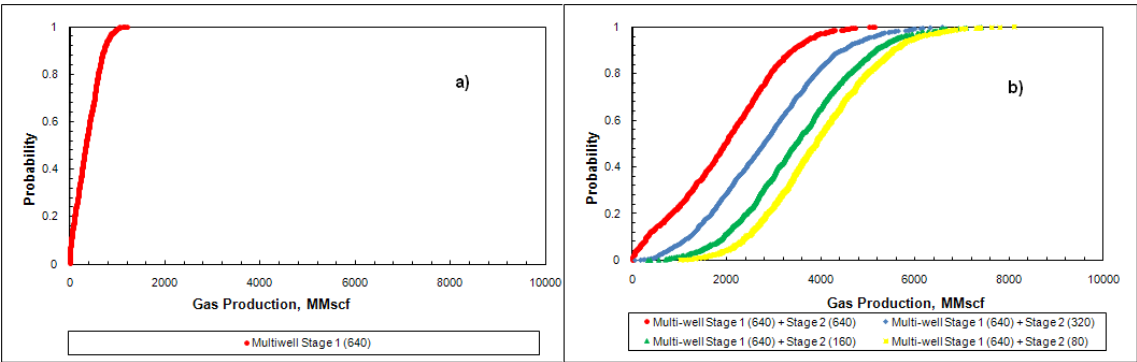 1
0.8
0.6
0.4
0.2
0
Probability
a)
0 2000 4000 6000 8000 10000
Gas Production, MMscf
Multiwell Stage 1 (640)
1
0.8
0.6
0.4
0.2
0
Probability
b)
0 2000 4000 6000 8000 10000
Gas Production, MMscf
Multi-well Stage 1 (640) + Stage 2 (640) Multi-well Stage 1 (640) + Stage 2 (320)
Multi-well Stage 1 (640) + Stage 2 (160) Multi-well Stage 1 (640) + Stage 2 (80)